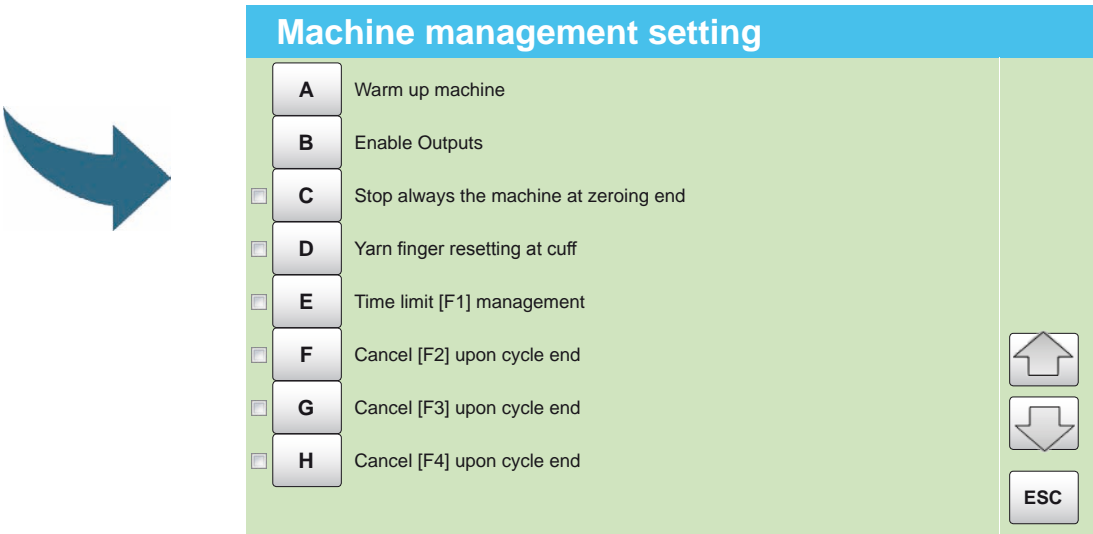 Machine management setting
A Warm up machine
B Enable Outputs
C Stop always the machine at zeroing end
D Yarn finger resetting at cuff
E Time limit [F1] management
F Cancel [F2] upon cycle end
G Cancel [F3] upon cycle end
H Cancel [F4] upon cycle end
ESC